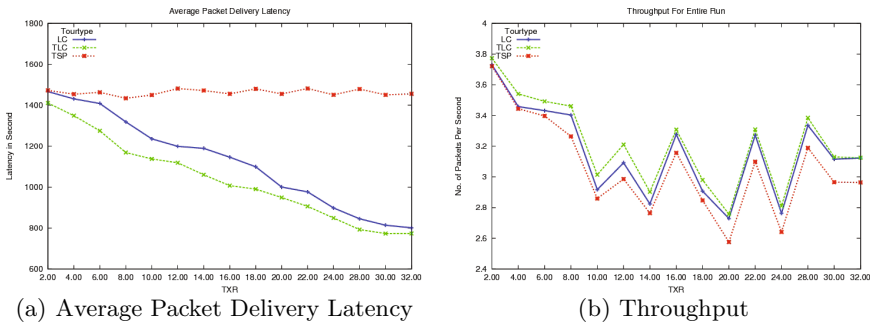 Average Packet Delivery Latency
Tourtype
LC
TLC
TSP
Latency in Second
1600
1400
1200
1000
800
600
2.00 4.00 6.00 8.00 10.00 12.00 14.00 16.00 18.00 20.00 22.00 24.00 26.00 28.00 30.00 32.00
TXR
(a) Average Packet Delivery Latency
Throughput For Entire Run
Tourtype
LC
TLC
TSP
No. of Packets Per Second
4
3.8
3.6
3.4
3.2
3
2.8
2.6
2.4
2.00 4.00 6.00 8.00 10.00 12.00 14.00 16.00 18.00 20.00 22.00 24.00 28.00 30.00 32.00
TXR
(b) Throughput